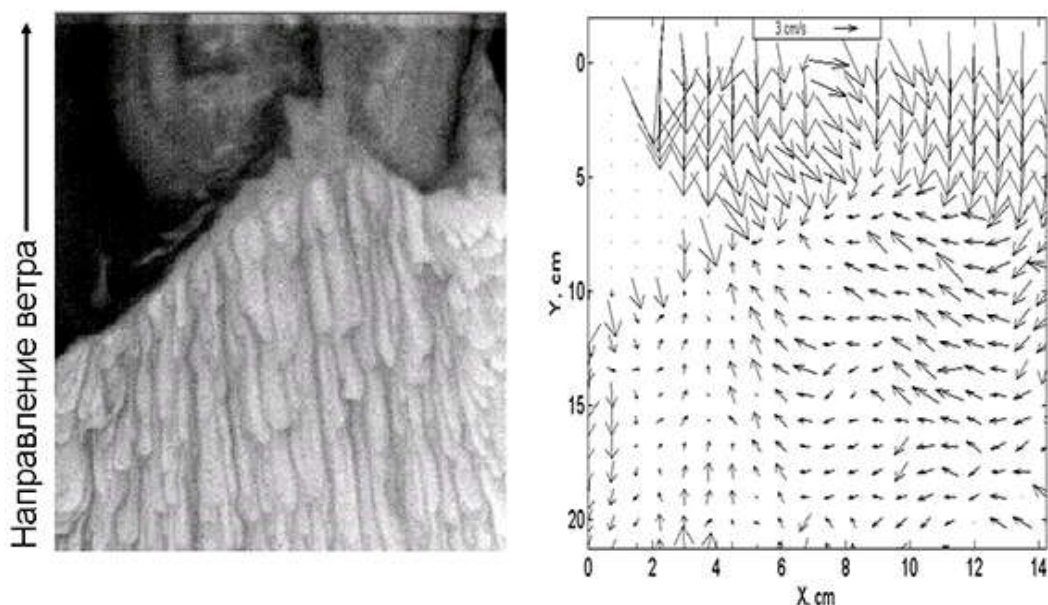 Направление ветра
3 cm/s
0
5
10
15
20
Y, cm
0 2 4 6 8 10 12 14
X, cm